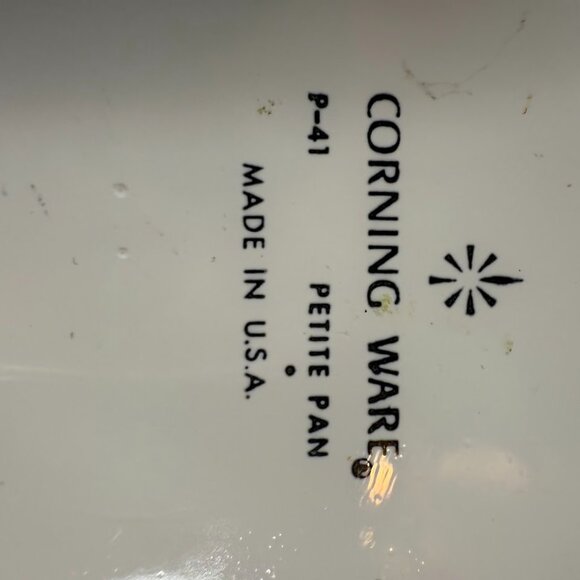 CORNING WARE®
P-41 PETITE PAN
MADE IN U.S.A.